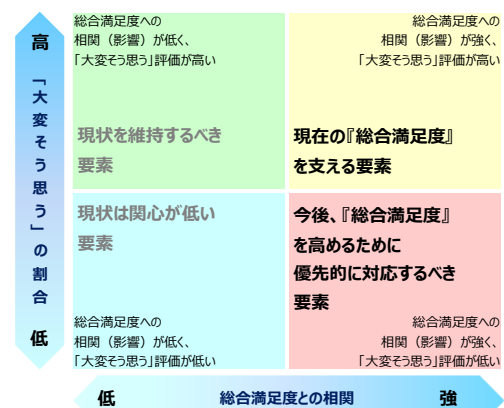 高
「大変そう思う」の割合
低
総合満足度への
相関（影響）が低く、
「大変そう思う」評価が高い
現状を維持するべき
要素
総合満足度への
相関（影響）が強く、
「大変そう思う」評価が高い
現在の『総合満足度』
を支える要素
現状は関心が低い
要素
総合満足度への
相関（影響）が低く、
「大変そう思う」評価が低い
今後、『総合満足度』
を高めるために
優先的に対応するべき
要素
総合満足度への
相関（影響）が強く、
「大変そう思う」評価が低い
低
総合満足度との相関
強